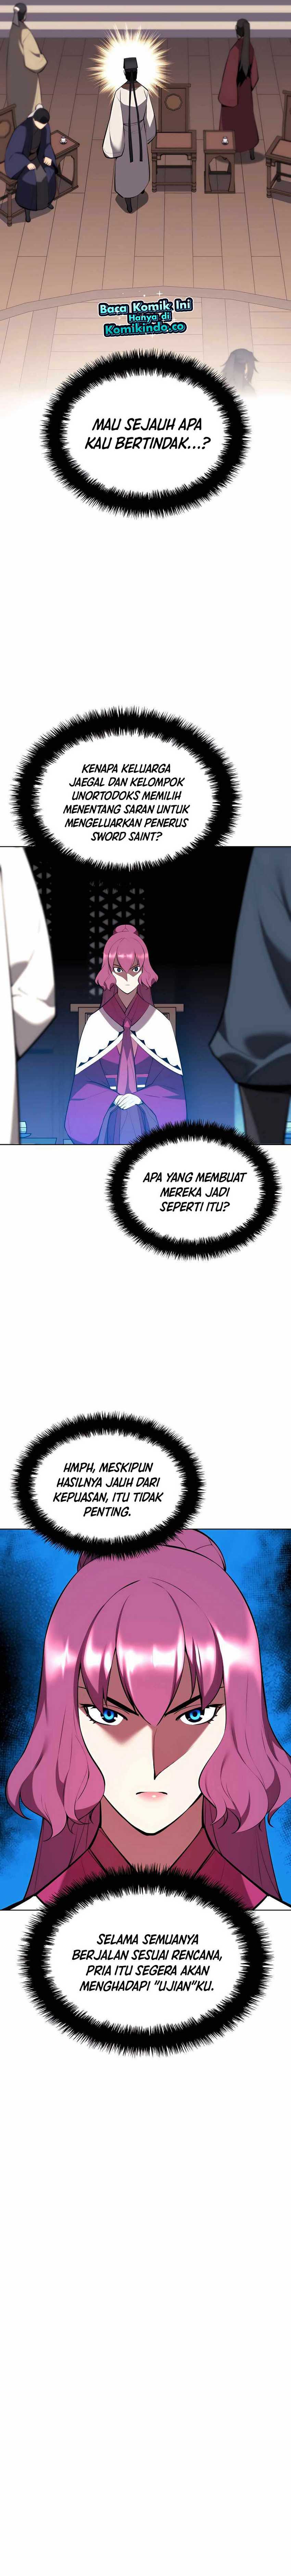 Baca Komik Ini
Hanya di
Komikindo.co
MAU SEJAUH APA
KAU BERTINDAK...?
KENAPA KELUARGA
JAEGAL DAN KELOMPOK
UNORTODOKS MEMILIH
MENENTANG SARAN UNTUK
MENGELUARKAN PENERUS
SWORD SAINT?
APA YANG MEMBUAT
MEREKA JADI
SEPERTI ITU?
HMPH, MESKIPUN
HASILNYA JAUH DARI
KEPUASAN, ITU TIDAK
PENTING.
SELAMA SEMUANYA
BERJALAN SESUAI RENCANA,
PRIA ITU SEGERA AKAN
MENGHADAPI "UJIAN"KU.